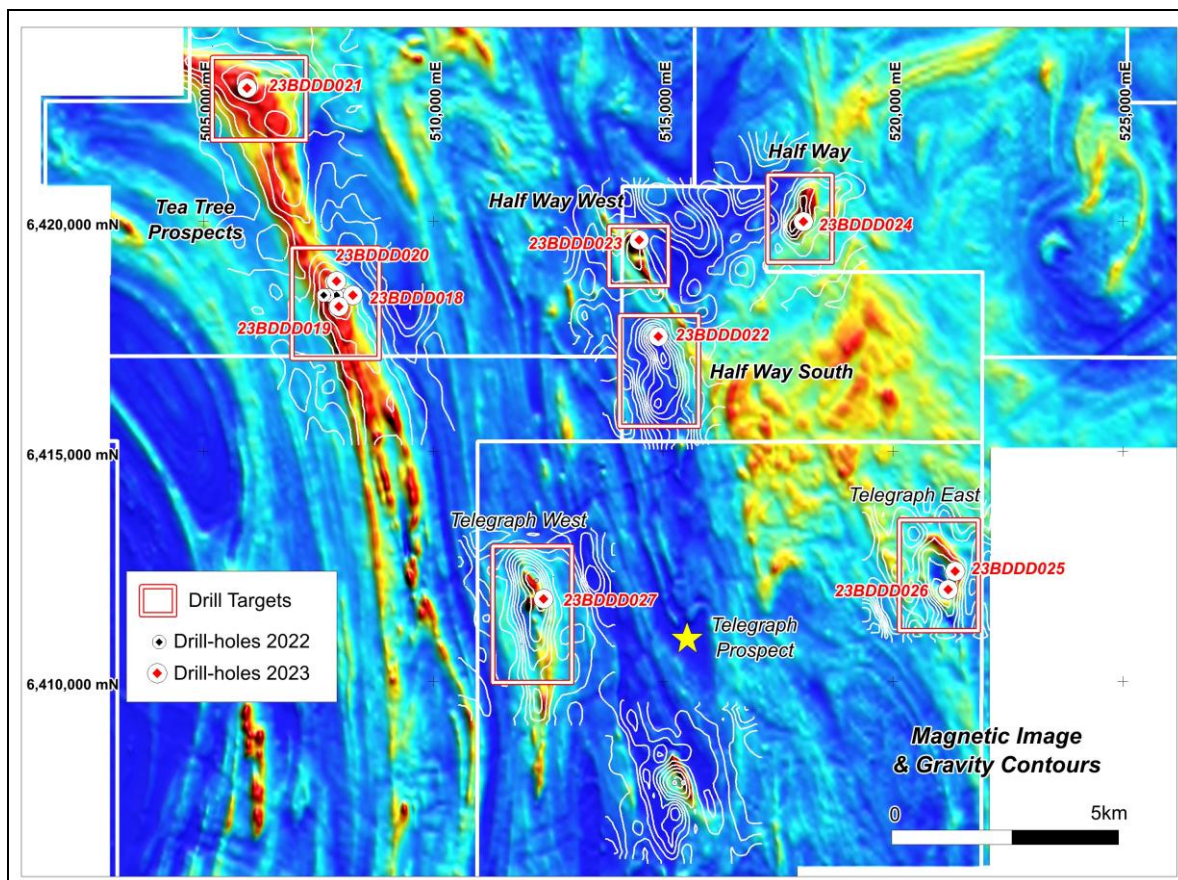 505,000 mE
510,000 mE
515,000 mE
520,000 mE
525,000 mE
23BDDD021
Half Way
Half Way West
Tea Tree
Prospects
6,420,000 mN
23BDDD024
23BDDD023
23BDDD020
23BDDD018
23BDDD019
23BDDD022
Half Way South
6,415,000 mN
Telegraph West
Telegraph East
23BDDD025
23BDDD026
23BDDD027
Drill Targets
Drill-holes 2022
Drill-holes 2023
Telegraph
Prospect
6,410,000 mN
Magnetic Image
& Gravity Contours
0
5km